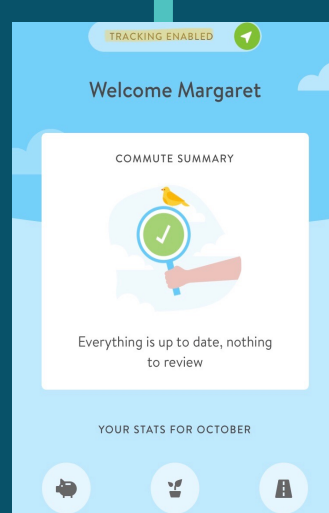 TRACKING ENABLED
Welcome Margaret
COMMUTE SUMMARY
Everything is up to date, nothing
to review
YOUR STATS FOR OCTOBER